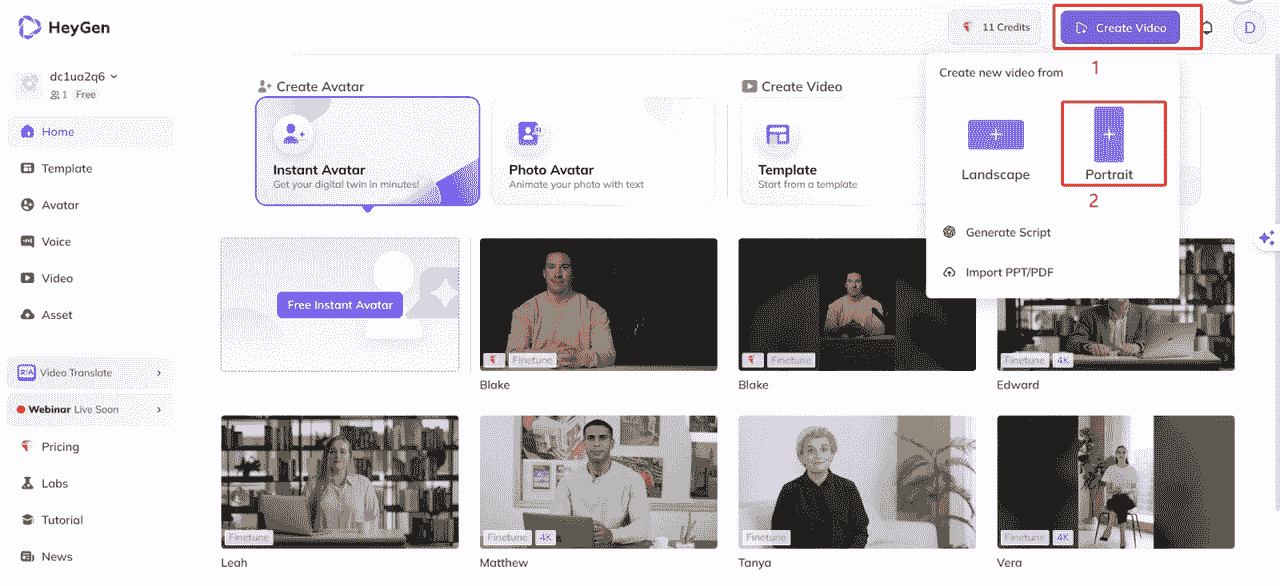 HeyGen
11 Credits
Create Video
D
1
dc1ua2q6
1 Free
Home
Template
Avatar
Voice
Video
Asset
Video Translate
Webinar Live Soon
Pricing
Labs
Tutorial
News
Create Avatar
Instant Avatar
Get your digital twin in minutes!
Photo Avatar
Animate your photo with text
Create Video
Template
Start from a template
Create new video from
Landscape
Portrait
2
Generate Script
Import PPT/PDF
Free Instant Avatar
Finetune
Blake
Finetune
Blake
Finetune 4K
Edward
Finetune
Leah
Finetune 4K
Matthew
Finetune
Tanya
Finetune 4K
Vera